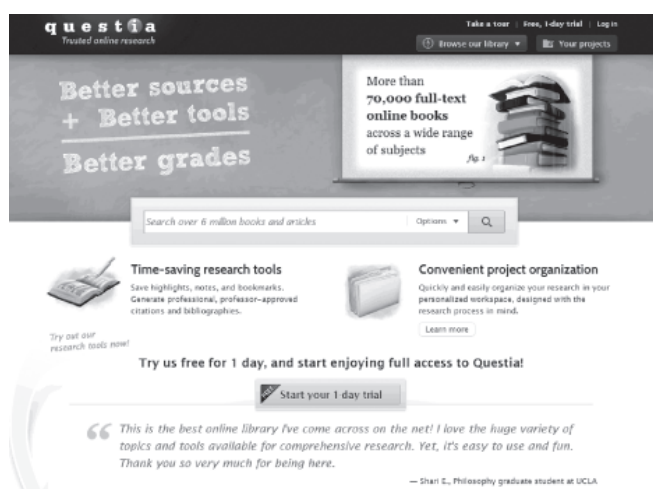 questia
Trusted online research
Take a tour | Free, 1-day trial | Log in
Browse our library
Your projects
Better sources
+ Better tools
Better grades
More than
70,000 full-text
online books
across a wide range
of subjects
fig. 1
Search over 6 million books and articles
Options
Time-saving research tools
Save highlights, notes, and bookmarks.
Generate professional, professor-approved
citations and bibliographies.
Convenient project organization
Quickly and easily organize your research in your
personalized workspace, designed with the
research process in mind.
Learn more
Try out our
research tools now!
Try us free for 1 day, and start enjoying full access to Questia!
FREE
Start your 1 day trial
“ This is the best online library I've come across on the net! I love the huge variety of
topics and tools available for comprehensive research. Yet, it's easy to use and fun.
Thank you so very much for being here.
— Shari E., Philosophy graduate student at UCLA